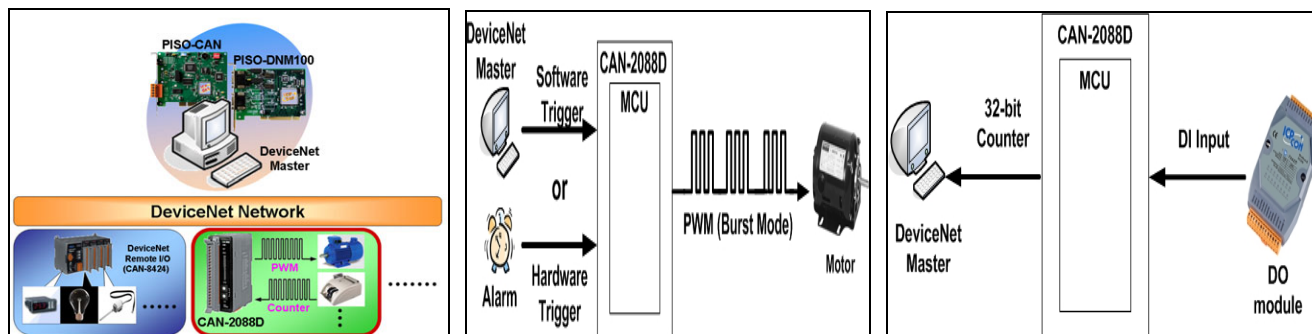 PISO-CAN
PISO-DNM100
DeviceNet
Master
DeviceNet Network
DeviceNet
Remote I/O
(CAN-8424)
PWM
Counter
CAN-2088D
DeviceNet
Master
Software
Trigger
or
Alarm
Hardware
Trigger
CAN-2088D
MCU
PWM (Burst Mode)
Motor
CAN-2088D
MCU
32-bit
Counter
DeviceNet
Master
DI Input
ICP
CON
DO
module